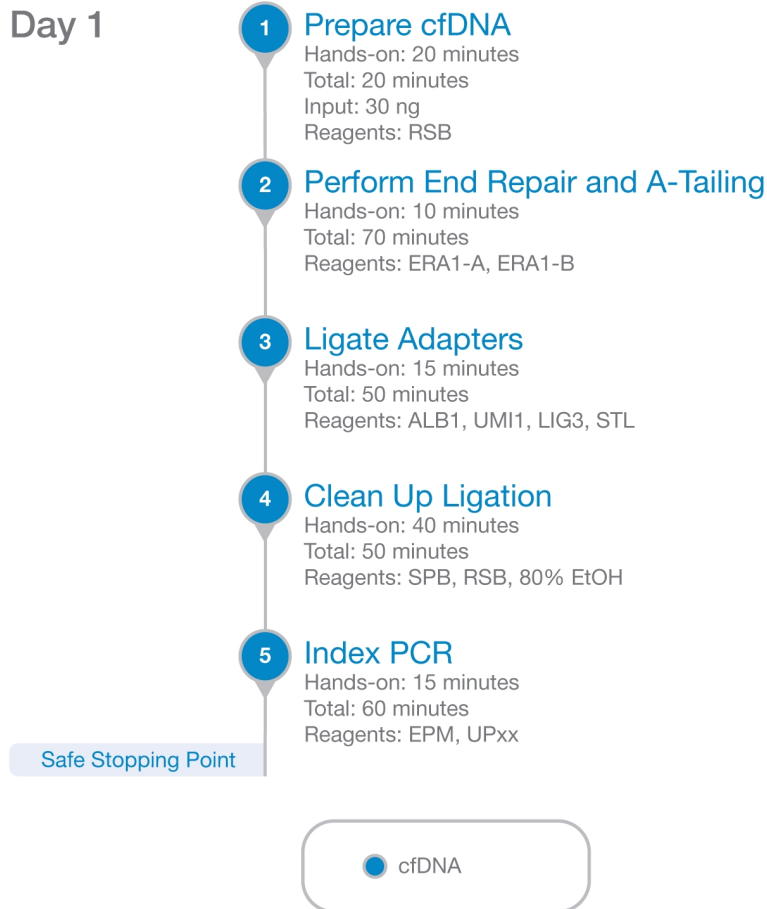 Day 1
1
Prepare cfDNA
Hands-on: 20 minutes
Total: 20 minutes
Input: 30 ng
Reagents: RSB
2
Perform End Repair and A-Tailing
Hands-on: 10 minutes
Total: 70 minutes
Reagents: ERA1-A, ERA1-B
3
Ligate Adapters
Hands-on: 15 minutes
Total: 50 minutes
Reagents: ALB1, UMI1, LIG3, STL
4
Clean Up Ligation
Hands-on: 40 minutes
Total: 50 minutes
Reagents: SPB, RSB, 80% EtOH
5
Index PCR
Hands-on: 15 minutes
Total: 60 minutes
Reagents: EPM, UPxx
Safe Stopping Point
cfDNA